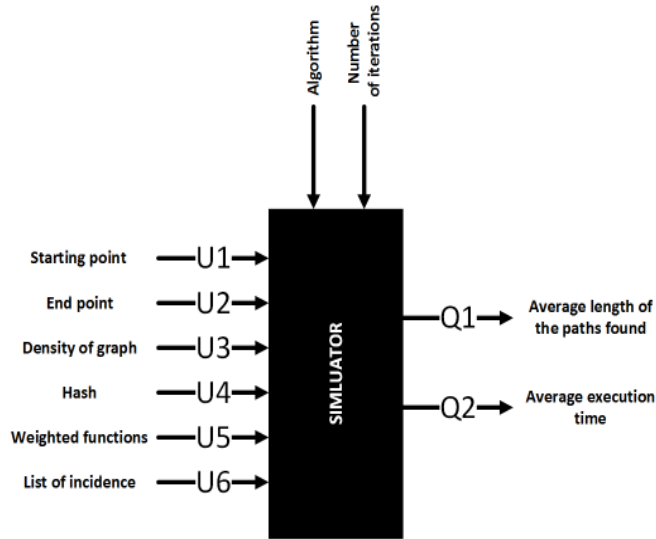 Algorithm
Number
of iterations
Starting point
U1
End point
U2
Density of graph
U3
Hash
U4
Weighted functions
U5
List of incidence
U6
SIMLUATOR
Q1
Average length of
the paths found
Q2
Average execution
time